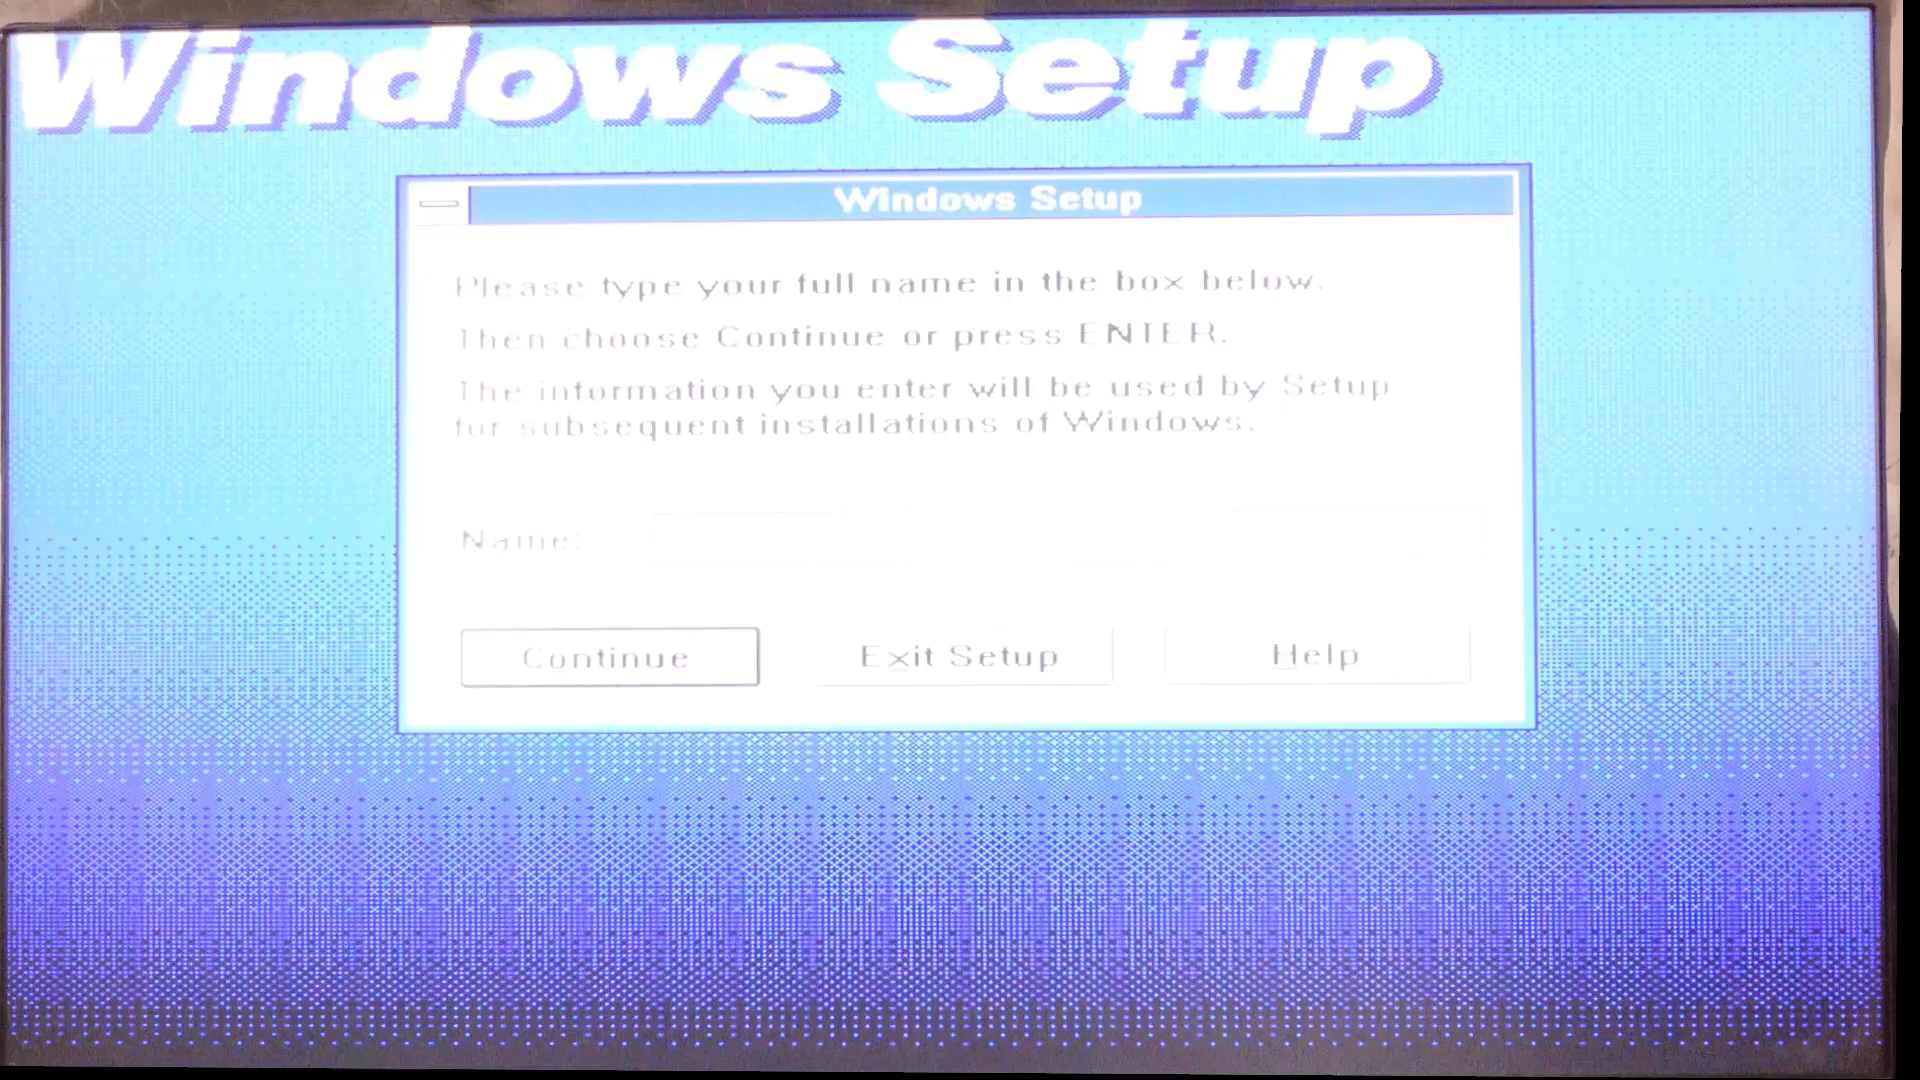 Windows Setup
Windows Setup
Please type your full name in the box below.
Then choose Continue or press ENTER.
The information you enter will be used by Setup
for subsequent installations of Windows.
Name:
Continue
Exit Setup
Help